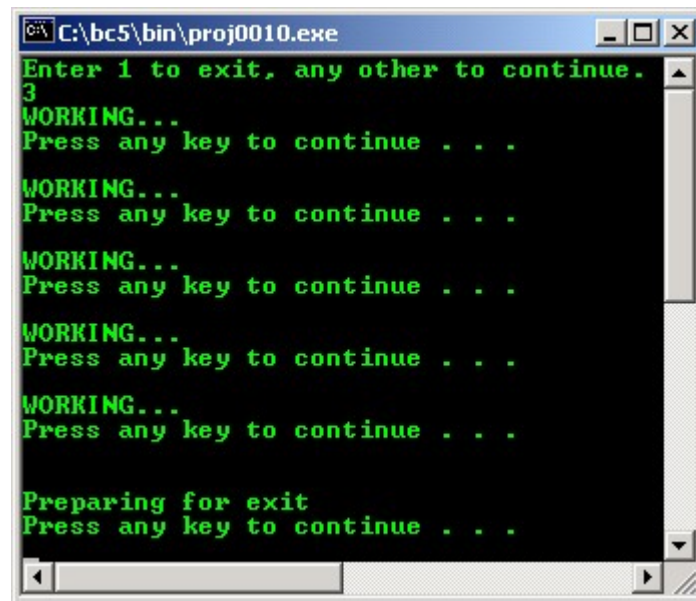 C:\bc5\bin\proj0010.exe
Enter 1 to exit, any other to continue.
3
WORKING...
Press any key to continue . . .
WORKING...
Press any key to continue . . .
WORKING...
Press any key to continue . . .
WORKING...
Press any key to continue . . .
WORKING...
Press any key to continue . . .
Preparing for exit
Press any key to continue . . .